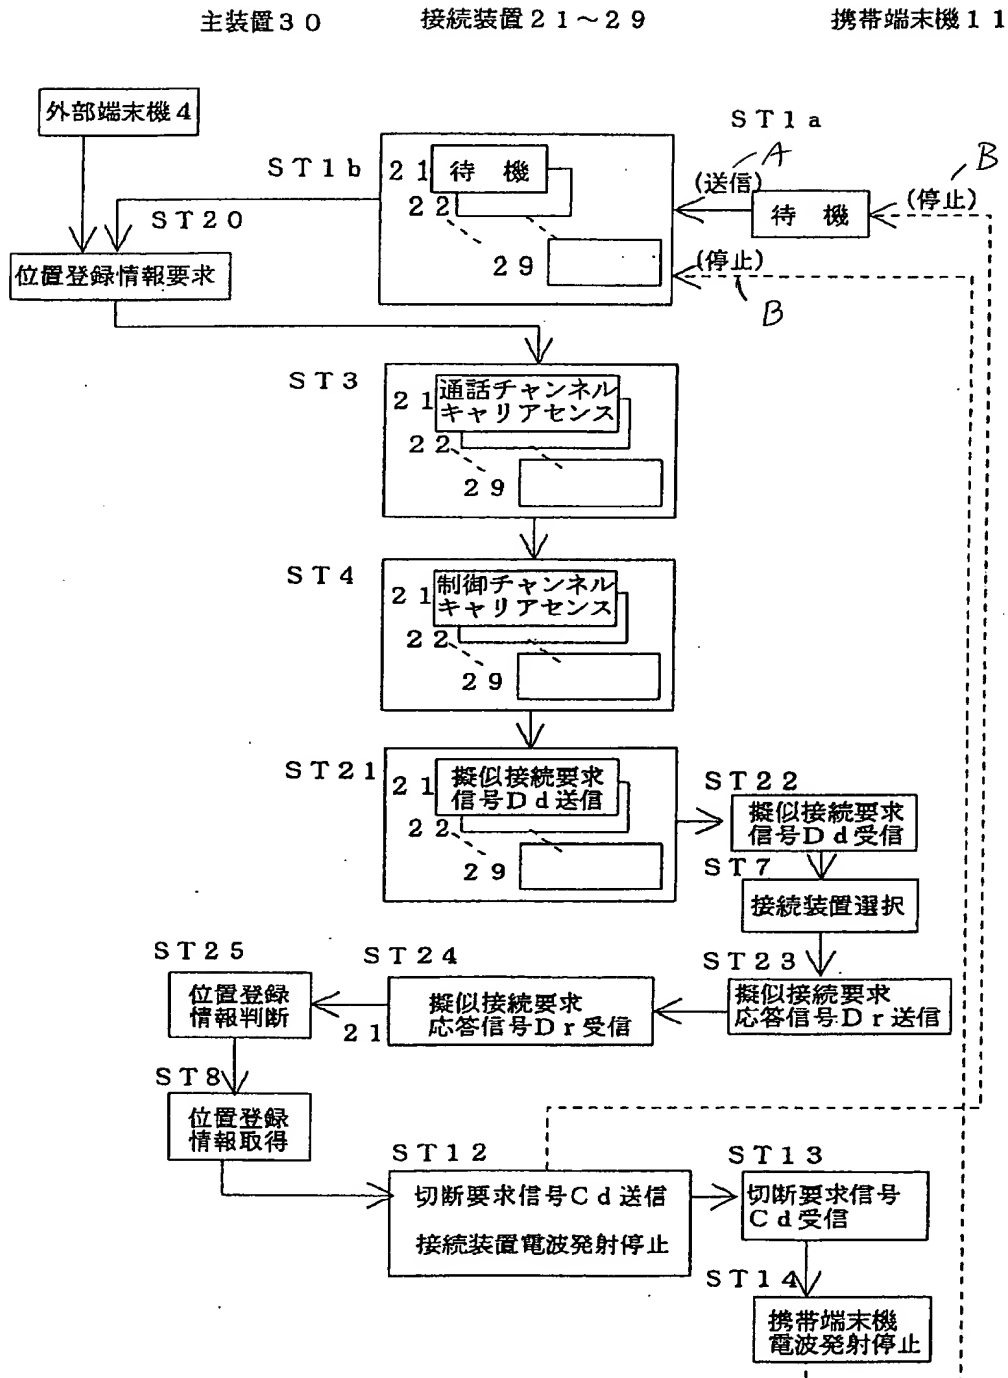 主装置30 接続装置21～29 携帯端末機11
外部端末機4
ST1a
A
B
ST1b
21
待 機
(送信)
待 機
(停止)
22
ST20
29
(停止)
位置登録情報要求
B
ST3
21
通話チャンネル
キャリアセンス
22
29
ST4
21
制御チャンネル
キャリアセンス
22
29
ST21
21
擬似接続要求
信号Dd送信
22
29
ST22
擬似接続要求
信号Dd受信
ST7
接続装置選択
ST25
ST24
ST23
位置登録
情報判断
21
擬似接続要求
応答信号Dr受信
擬似接続要求
応答信号Dr送信
ST8
位置登録
情報取得
ST12
ST13
切断要求信号Cd送信
接続装置電波発射停止
切断要求信号
Cd受信
ST14
携帯端末機
電波発射停止